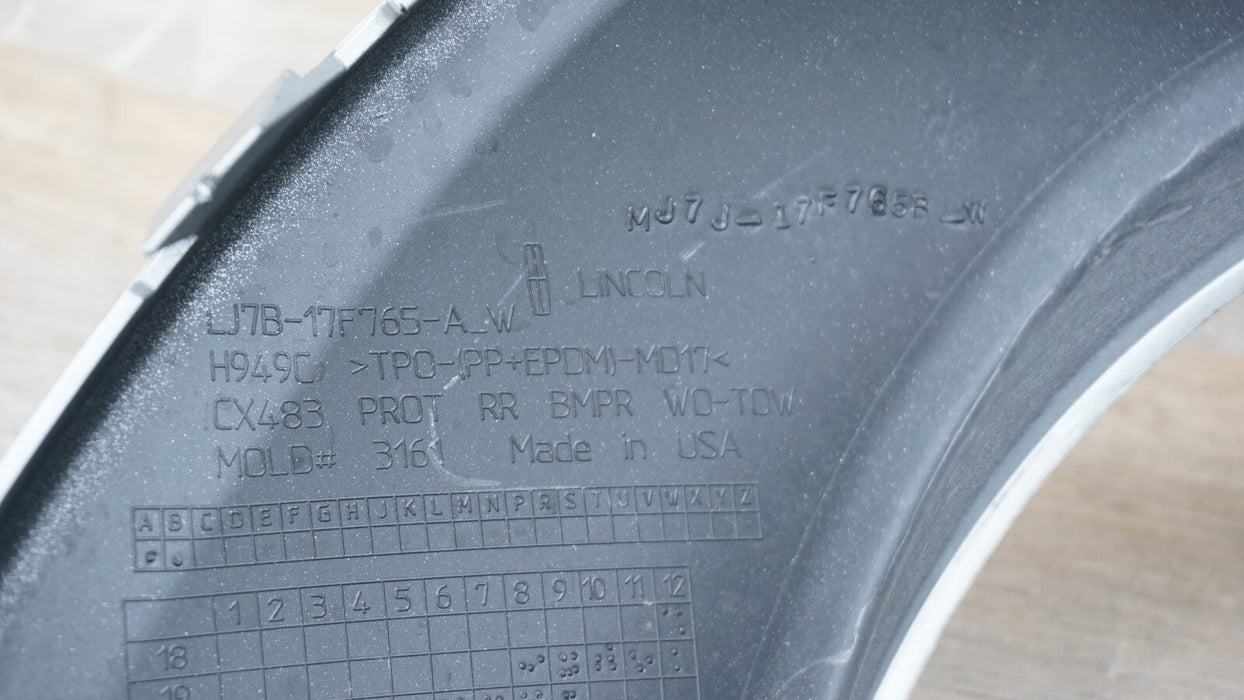 MJ7J-17F765B_W
LINCOLN
LJ7B-17F765-A_W
H949C >TPO-(PP+EPDM)-MD17<
CX483 PROT RR BMPR WO-TOW
MOLD# 3161 Made in USA
A B C D E F G H J K L M N P R S T U V W X Y Z
1 2 3 4 5 6 7 8 9 10 11 12
18
19